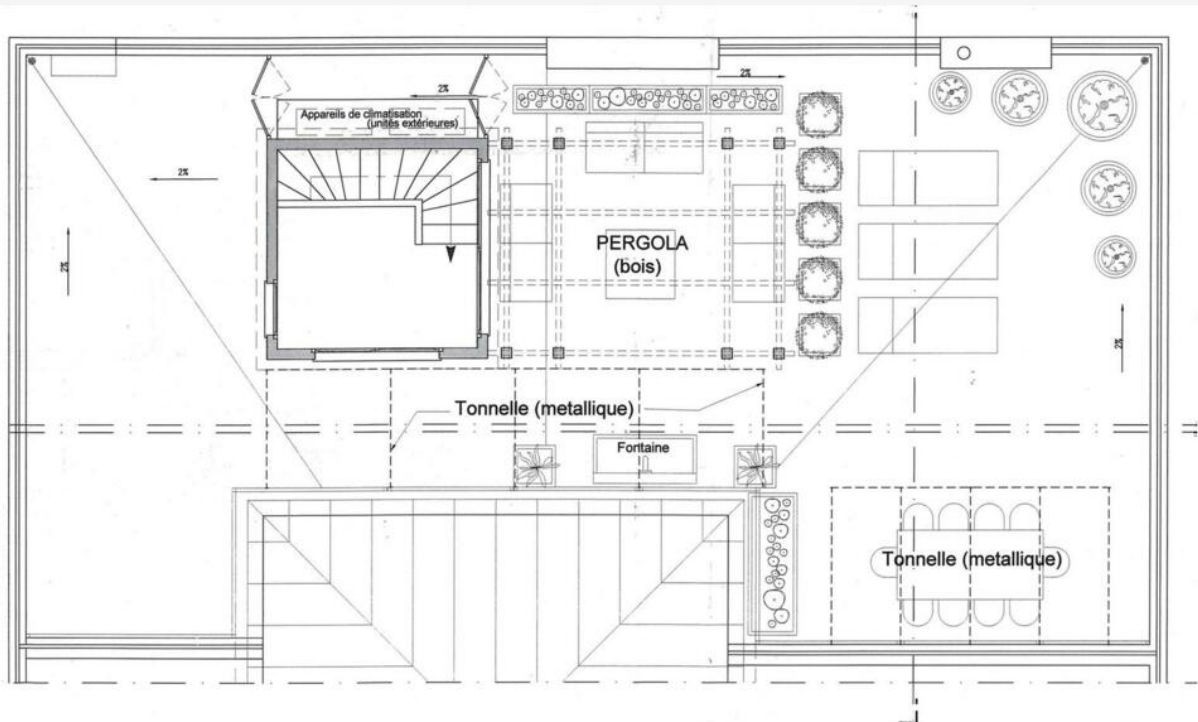 2%
2%
Appareils de climatisation
(unités extérieures)
2%
2%
PERGOLA
(bois)
2%
Tonnelle (metallique)
Fontaine
Tonnelle (metallique)